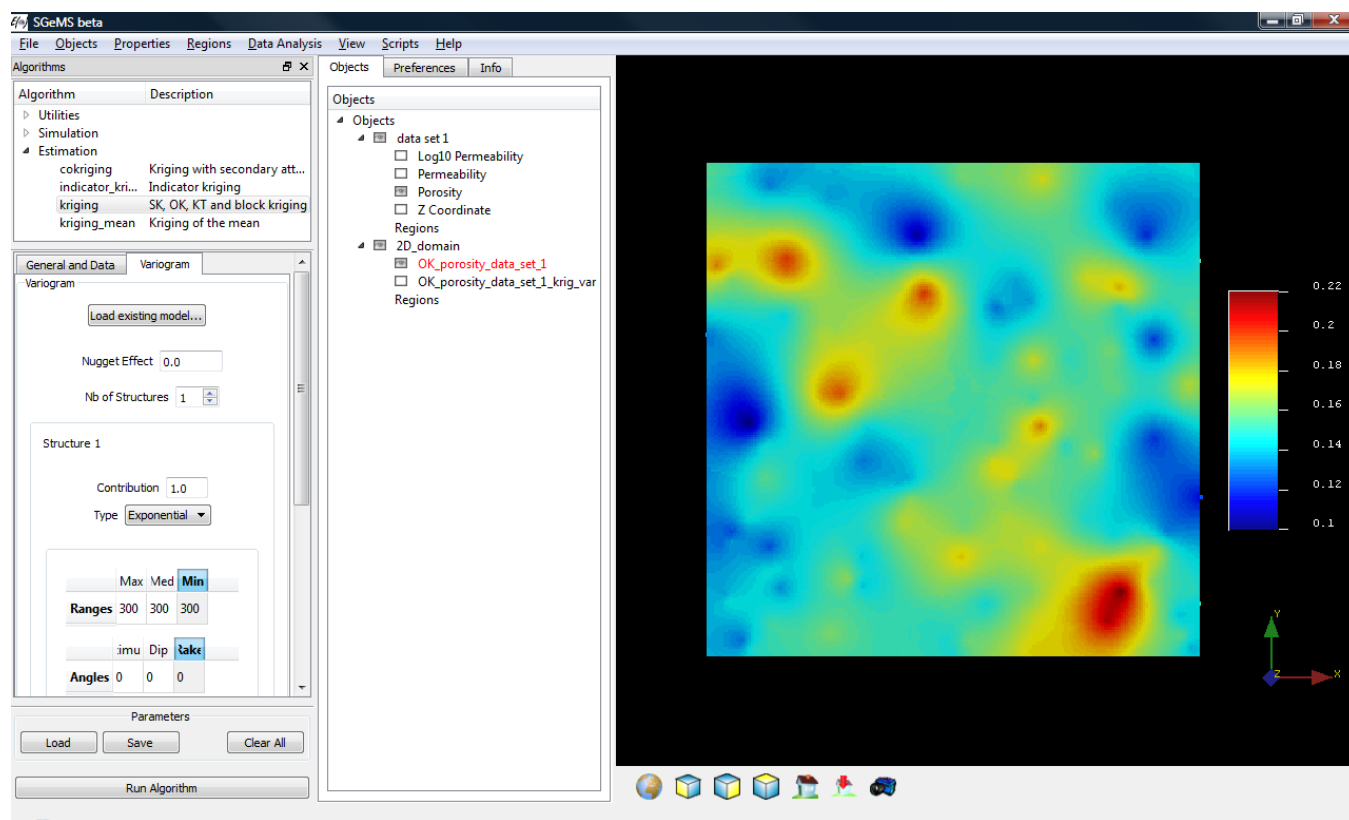 SGeMS beta
File Objects Properties Regions Data Analysis View Scripts Help
Algorithms
Algorithm Description
Utilities
Simulation
Estimation
cokriging Kriging with secondary att...
indicator_kri... Indicator kriging
kriging SK, OK, KT and block kriging
kriging_mean Kriging of the mean
General and Data Variogram
Variogram
Load existing model...
Nugget Effect 0.0
Nb of Structures 1
Structure 1
Contribution 1.0
Type Exponential
Max Med Min
Ranges 300 300 300
imu Dip Rake
Angles 0 0 0
Parameters
Load Save Clear All
Run Algorithm
Objects Preferences Info
Objects
Objects
data set 1
Log10 Permeability
Permeability
Porosity
Z Coordinate
Regions
2D_domain
OK_porosity_data_set_1
OK_porosity_data_set_1_krig_var
Regions
0.22
0.2
0.18
0.16
0.14
0.12
0.1
Y
Z
X